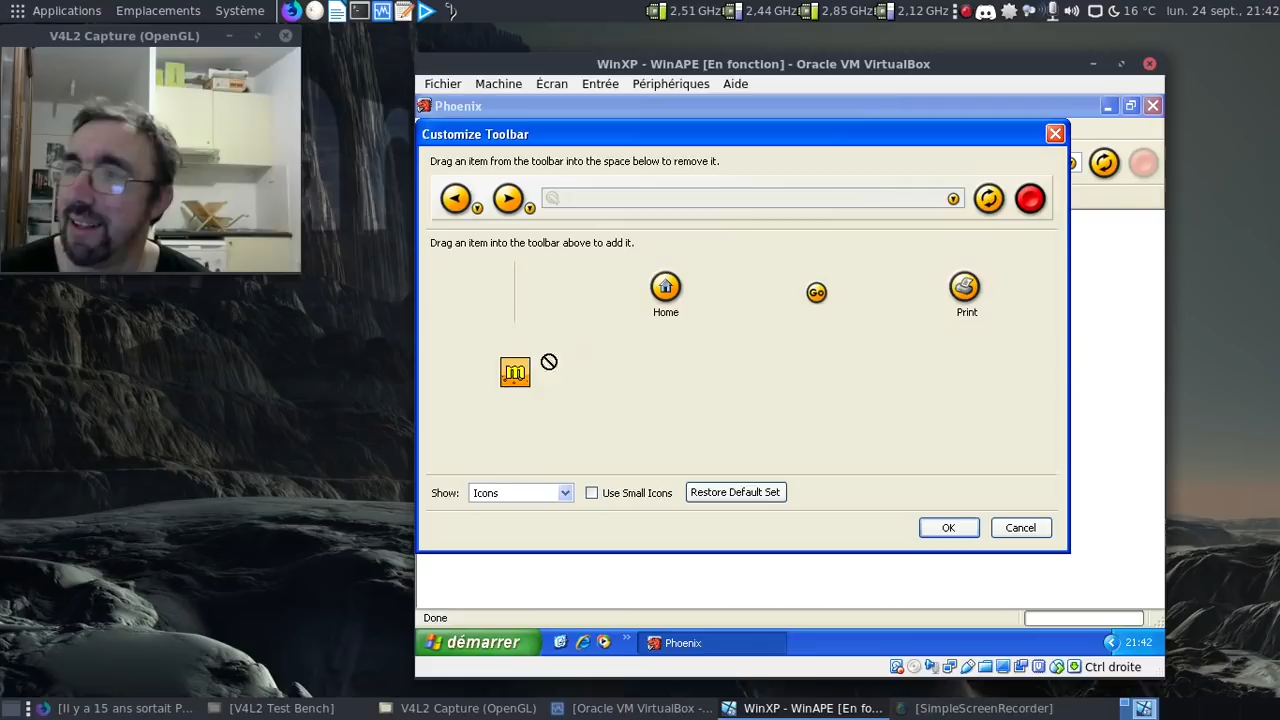 Applications Emplacements Système
2,51 GHz 2,44 GHz 2,85 GHz 2,12 GHz 16 °C lun. 24 sept., 21:42
V4L2 Capture (OpenGL)
WinXP - WinAPE [En fonction] - Oracle VM VirtualBox
Fichier Machine Écran Entrée Périphériques Aide
Phoenix
Customize Toolbar
Drag an item from the toolbar into the space below to remove it.
Drag an item into the toolbar above to add it.
Go
Home
Print
m
Show: Icons Use Small Icons Restore Default Set
OK Cancel
Done
démarrer » Phoenix 21:42
Ctrl droite
[Il y a 15 ans sortait P... [V4L2 Test Bench] V4L2 Capture (OpenGL) [Oracle VM VirtualBox -... WinXP - WinAPE [En fo... [SimpleScreenRecorder]